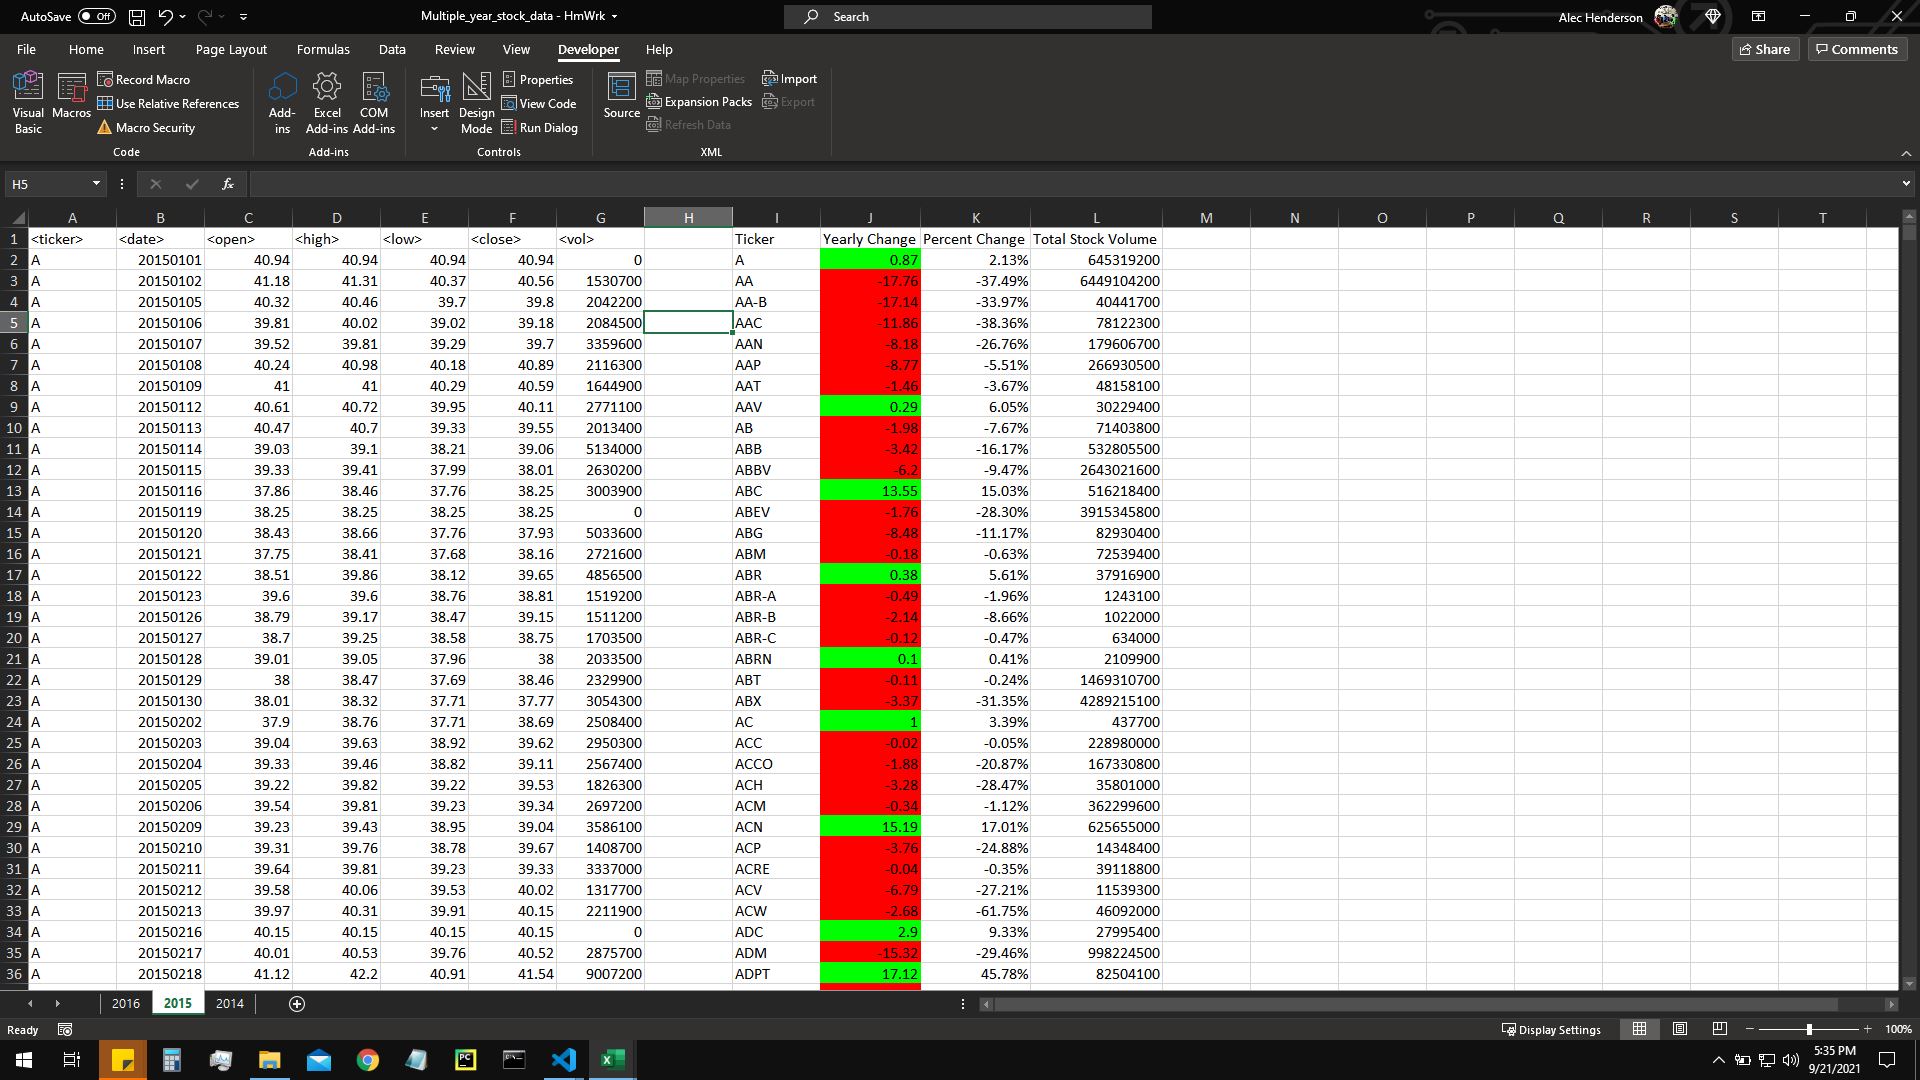 AutoSave Off Multiple_year_stock_data - HmWrk Search Alec Henderson
File Home Insert Page Layout Formulas Data Review View Developer Help Share Comments
Visual Basic Macros Record Macro Use Relative References Macro Security Add-ins Excel Add-ins COM Add-ins Insert Design Mode Properties View Code Run Dialog Source Map Properties Expansion Packs Refresh Data Import Export
Code Add-ins Controls XML
H5 fx
A B C D E F G H I J K L M N O P Q R S T
1 <ticker> <date> <open> <high> <low> <close> <vol> Ticker Yearly Change Percent Change Total Stock Volume
2 A 20150101 40.94 40.94 40.94 40.94 0 A 0.87 2.13% 645319200
3 A 20150102 41.18 41.31 40.37 40.56 1530700 AA -17.76 -37.49% 6449104200
4 A 20150105 40.32 40.46 39.7 39.8 2042200 AA-B -17.14 -33.97% 40441700
5 A 20150106 39.81 40.02 39.02 39.18 2084500 AAC -11.86 -38.36% 78122300
6 A 20150107 39.52 39.81 39.29 39.7 3359600 AAN -8.18 -26.76% 179606700
7 A 20150108 40.24 40.98 40.18 40.89 2116300 AAP -8.77 -5.51% 266930500
8 A 20150109 41 41 40.29 40.59 1644900 AAT -1.46 -3.67% 48158100
9 A 20150112 40.61 40.72 39.95 40.11 2771100 AAV 0.29 6.05% 30229400
10 A 20150113 40.47 40.7 39.33 39.55 2013400 AB -1.98 -7.67% 71403800
11 A 20150114 39.03 39.1 38.21 39.06 5134000 ABB -3.42 -16.17% 532805500
12 A 20150115 39.33 39.41 37.99 38.01 2630200 ABBV -6.2 -9.47% 2643021600
13 A 20150116 37.86 38.46 37.76 38.25 3003900 ABC 13.55 15.03% 516218400
14 A 20150119 38.25 38.25 38.25 38.25 0 ABEV -1.76 -28.30% 3915345800
15 A 20150120 38.43 38.66 37.76 37.93 5033600 ABG -8.48 -11.17% 82930400
16 A 20150121 37.75 38.41 37.68 38.16 2721600 ABM -0.18 -0.63% 72539400
17 A 20150122 38.51 39.86 38.12 39.65 4856500 ABR 0.38 5.61% 37916900
18 A 20150123 39.6 39.6 38.76 38.81 1519200 ABR-A -0.49 -1.96% 1243100
19 A 20150126 38.79 39.17 38.47 39.15 1511200 ABR-B -2.14 -8.66% 1022000
20 A 20150127 38.7 39.25 38.58 38.75 1703500 ABR-C -0.12 -0.47% 634000
21 A 20150128 39.01 39.05 37.96 38 2033500 ABRN 0.1 0.41% 2109900
22 A 20150129 38 38.47 37.69 38.46 2329900 ABT -0.11 -0.24% 1469310700
23 A 20150130 38.01 38.32 37.71 37.77 3054300 ABX -3.37 -31.35% 4289215100
24 A 20150202 37.9 38.76 37.71 38.69 2508400 AC 1 3.39% 437700
25 A 20150203 39.04 39.63 38.92 39.62 2950300 ACC -0.02 -0.05% 228980000
26 A 20150204 39.33 39.46 38.82 39.11 2567400 ACCO -1.88 -20.87% 167330800
27 A 20150205 39.22 39.82 39.22 39.53 1826300 ACH -3.28 -28.47% 35801000
28 A 20150206 39.54 39.81 39.23 39.34 2697200 ACM -0.34 -1.12% 362299600
29 A 20150209 39.23 39.43 38.95 39.04 3586100 ACN 15.19 17.01% 625655000
30 A 20150210 39.31 39.76 38.78 39.67 1408700 ACP -3.76 -24.88% 14348400
31 A 20150211 39.64 39.81 39.23 39.33 3337000 ACRE -0.04 -0.35% 39118800
32 A 20150212 39.58 40.06 39.53 40.02 1317700 ACV -6.79 -27.21% 11539300
33 A 20150213 39.97 40.31 39.91 40.15 2211900 ACW -2.68 -61.75% 46092000
34 A 20150216 40.15 40.15 40.15 40.15 0 ADC 2.9 9.33% 27995400
35 A 20150217 40.01 40.53 39.76 40.52 2875700 ADM -15.32 -29.46% 998224500
36 A 20150218 41.12 42.2 40.91 41.54 9007200 ADPT 17.12 45.78% 82504100
2016 2015 2014
Ready Display Settings 100%
PC 5:35 PM
9/21/2021